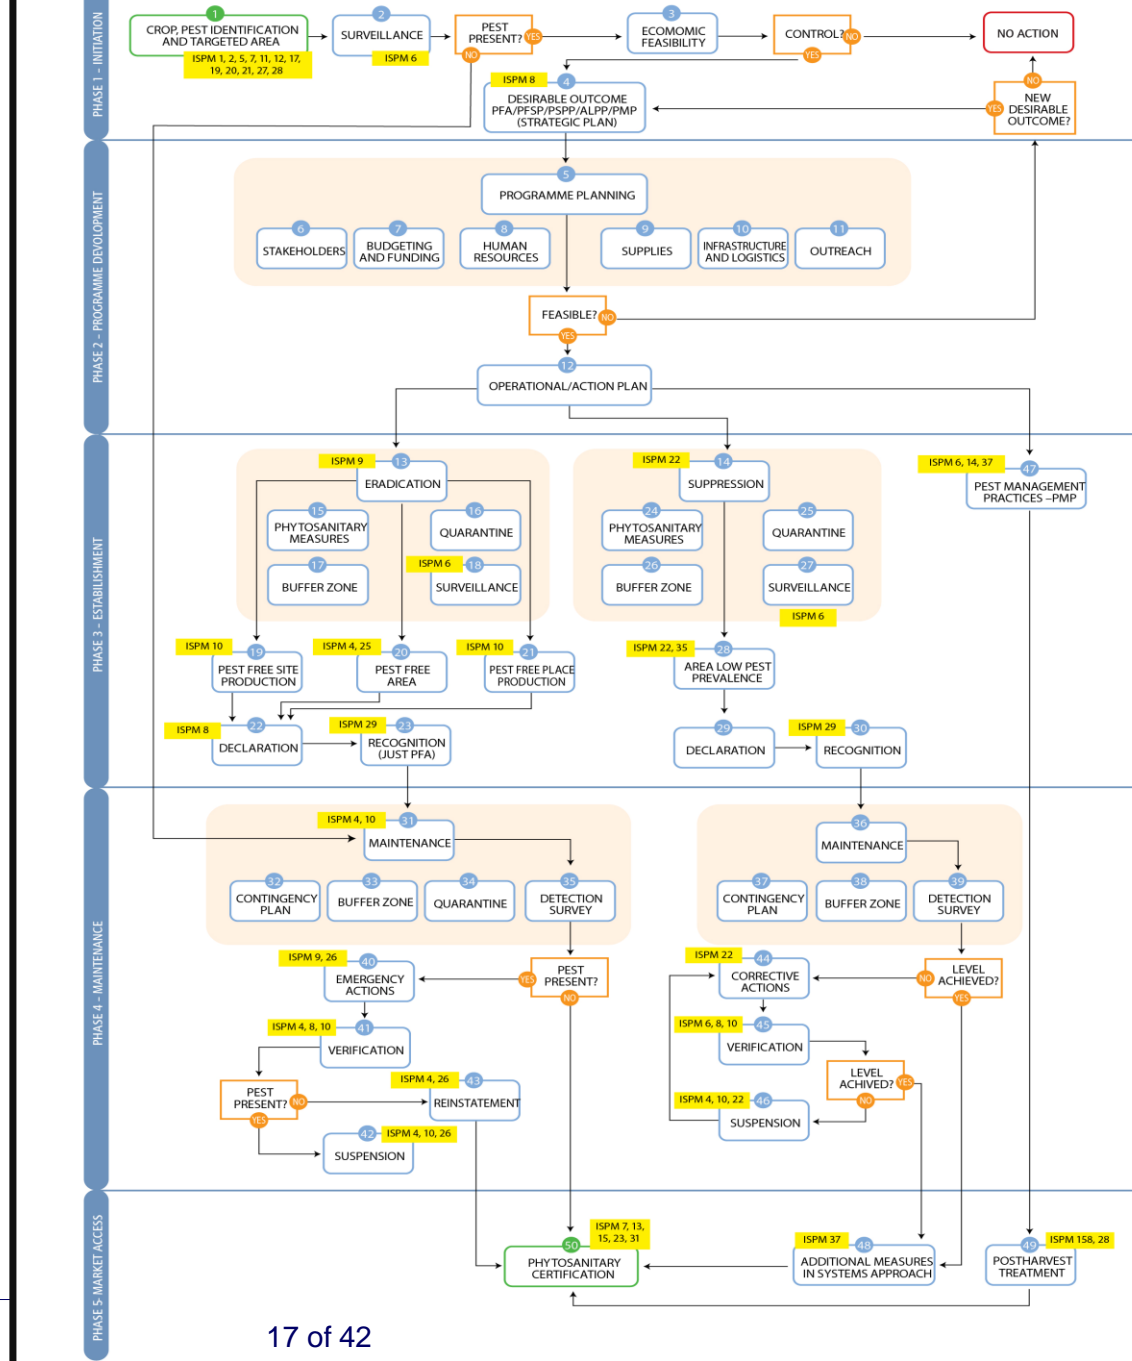 PHASE 1 - INITIATION
1
CROP, PEST IDENTIFICATION
AND TARGETED AREA
ISPM 1, 2, 5, 7, 11, 12, 17,
19, 20, 21, 27, 28
2
SURVEILLANCE
ISPM 6
PEST
PRESENT?
YES
NO
3
ECOMOMIC
FEASIBILITY
CONTROL?
NO
YES
NO ACTION
ISPM 8
4
DESIRABLE OUTCOME
PFA/PFSP/PSPP/ALPP/PMP
(STRATEGIC PLAN)
NO
YES
NEW
DESIRABLE
OUTCOME?
PHASE 2 - PROGRAMME DEVOLOPMENT
5
PROGRAMME PLANNING
6
STAKEHOLDERS
7
BUDGETING
AND FUNDING
8
HUMAN
RESOURCES
9
SUPPLIES
10
INFRASTRUCTURE
AND LOGISTICS
11
OUTREACH
FEASIBLE?
NO
YES
12
OPERATIONAL/ACTION PLAN
PHASE 3 - ESTABILISHMENT
ISPM 9
13
ERADICATION
15
PHYTOSANITARY
MEASURES
16
QUARANTINE
17
BUFFER ZONE
ISPM 6
18
SURVEILLANCE
ISPM 22
14
SUPPRESSION
24
PHYTOSANITARY
MEASURES
25
QUARANTINE
26
BUFFER ZONE
27
SURVEILLANCE
ISPM 6
ISPM 6, 14, 37
47
PEST MANAGEMENT
PRACTICES –PMP
ISPM 10
19
PEST FREE SITE
PRODUCTION
ISPM 4, 25
20
PEST FREE
AREA
ISPM 10
21
PEST FREE PLACE
PRODUCTION
ISPM 22, 35
28
AREA LOW PEST
PREVALENCE
ISPM 8
22
DECLARATION
ISPM 29
23
RECOGNITION
(JUST PFA)
29
DECLARATION
ISPM 29
30
RECOGNITION
PHASE 4 - MAINTENANCE
ISPM 4, 10
31
MAINTENANCE
32
CONTINGENCY
PLAN
33
BUFFER ZONE
34
QUARANTINE
35
DETECTION
SURVEY
36
MAINTENANCE
37
CONTINGENCY
PLAN
38
BUFFER ZONE
39
DETECTION
SURVEY
ISPM 9, 26
40
EMERGENCY
ACTIONS
YES
PEST
PRESENT?
NO
ISPM 22
44
CORRECTIVE
ACTIONS
NO
LEVEL
ACHIEVED?
YES
ISPM 4, 8, 10
41
VERIFICATION
ISPM 6, 8, 10
45
VERIFICATION
PEST
PRESENT?
NO
YES
ISPM 4, 26
43
REINSTATEMENT
LEVEL
ACHIVED?
YES
NO
42
ISPM 4, 10, 26
SUSPENSION
ISPM 4, 10, 22
46
SUSPENSION
PHASE 5- MARKET ACCESS
ISPM 7, 13,
15, 23, 31
50
PHYTOSANITARY
CERTIFICATION
ISPM 37
48
ADDITIONAL MEASURES
IN SYSTEMS APPROACH
49
ISPM 158, 28
POSTHARVEST
TREATMENT
17 of 42